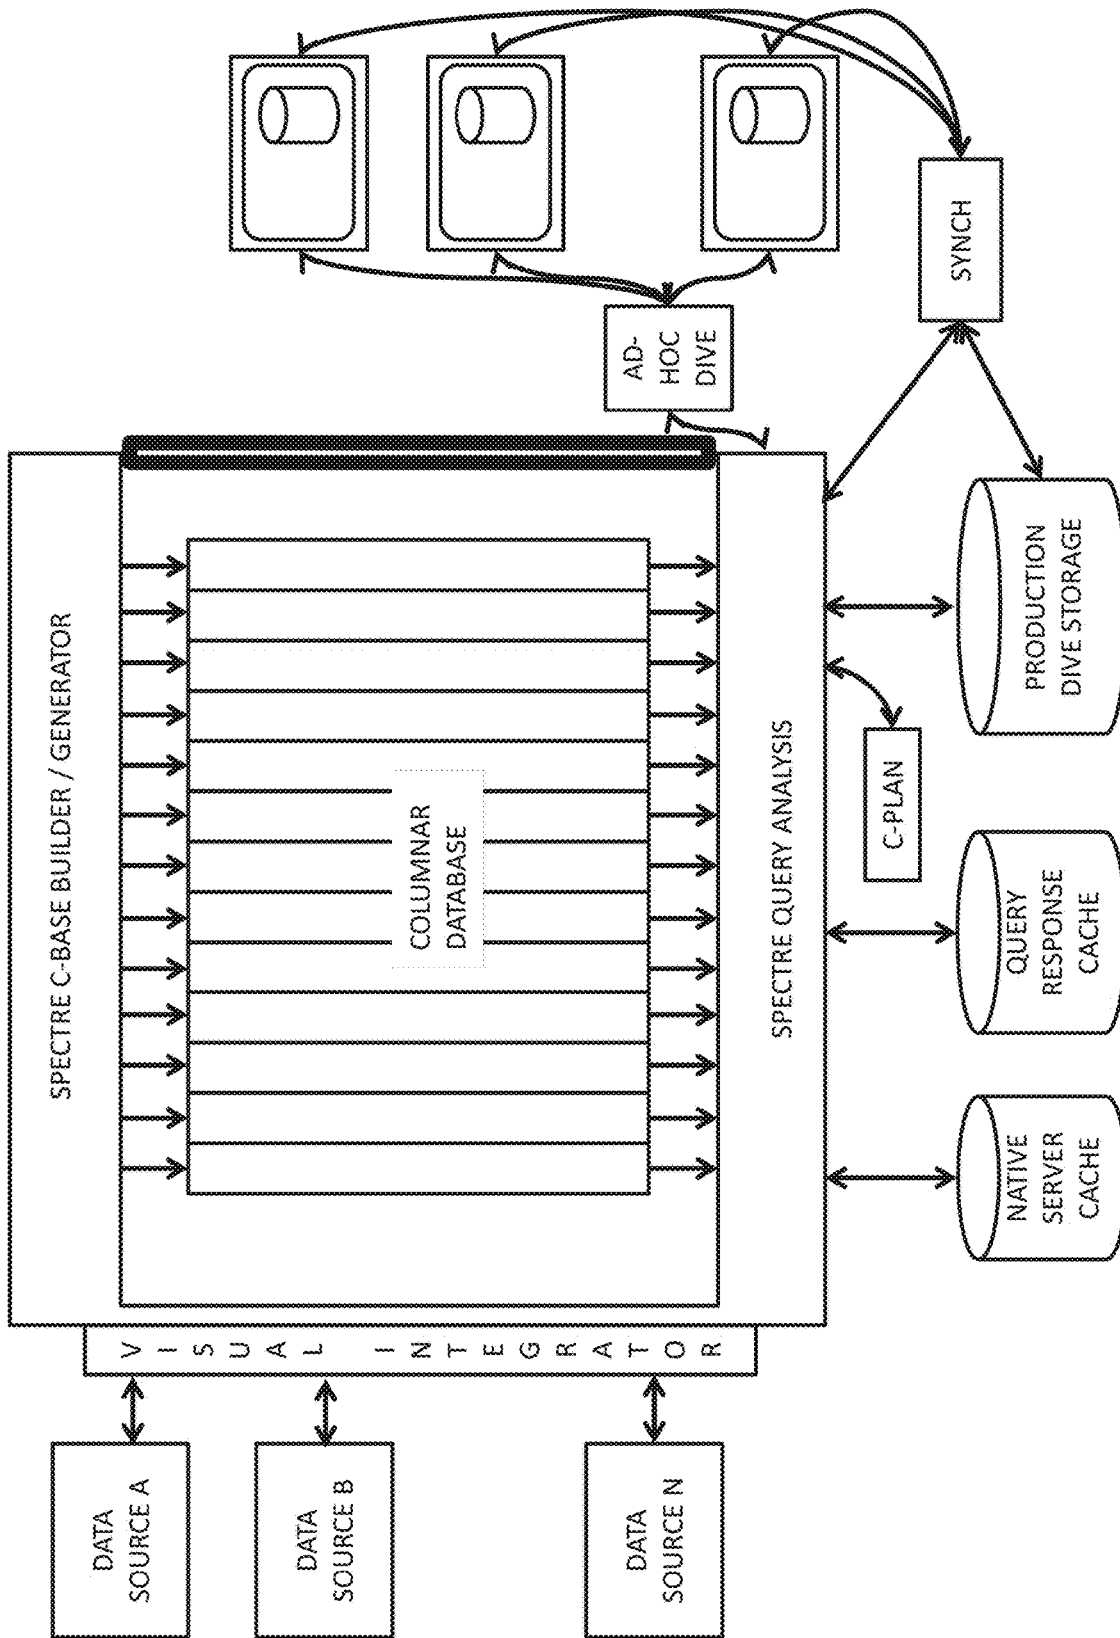 DATA
SOURCE A
DATA
SOURCE B
DATA
SOURCE N
VISUAL INTEGRATOR
SPECTRE C-BASE BUILDER / GENERATOR
COLUMNAR
DATABASE
SPECTRE QUERY ANALYSIS
NATIVE
SERVER
CACHE
QUERY
RESPONSE
CACHE
C-PLAN
PRODUCTION
DIVE STORAGE
AD-
HOC
DIVE
SYNCH